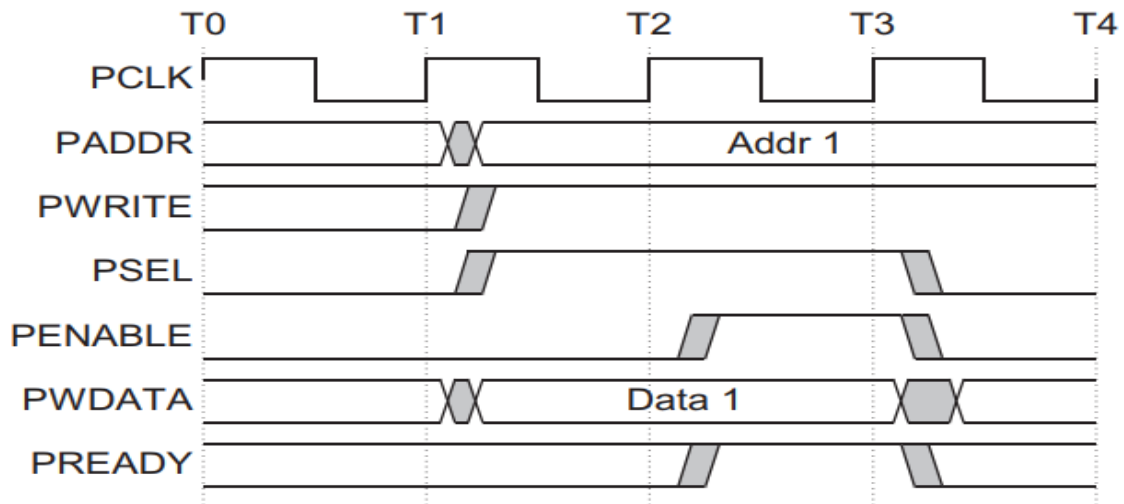 T0 T1 T2 T3 T4
PCLK
PADDR Addr 1
PWRITE
PSEL
PENABLE
PWDATA Data 1
PREADY